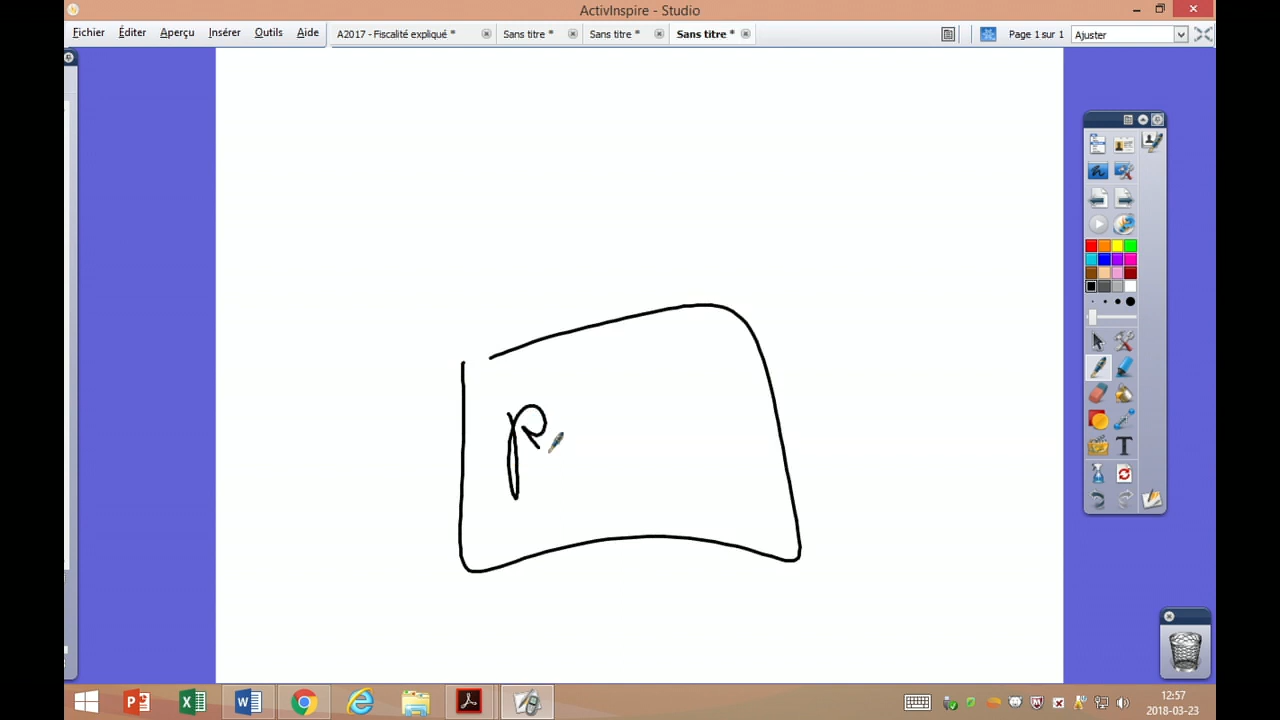 ActivInspire - Studio
Fichier Éditer Aperçu Insérer Outils Aide
A2017 - Fiscalité expliqué * Sans titre * Sans titre * Sans titre *
Page 1 sur 1 Ajuster
p
12:57
2018-03-23